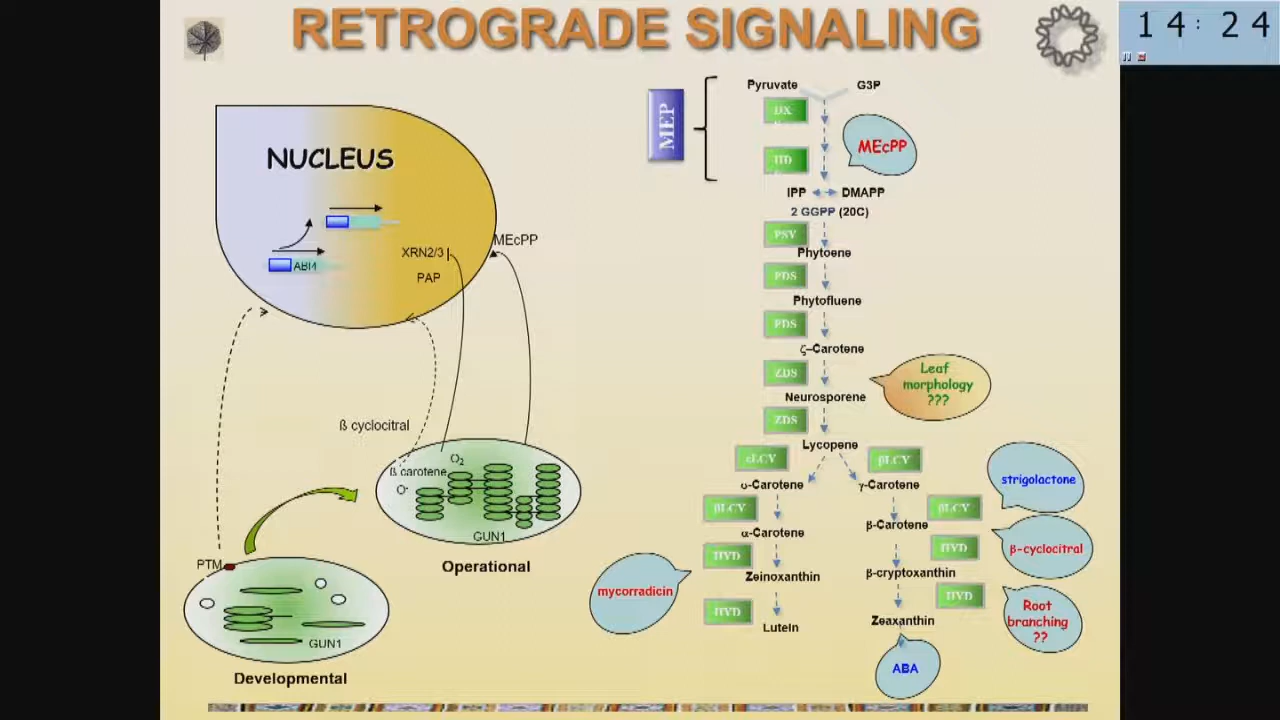 RETROGRADE SIGNALING
14:24
NUCLEUS
ABI4
XRN2/3
PAP
MEcPP
ß cyclocitral
ß carotene
O2
O-
GUN1
Operational
PTM
GUN1
Developmental
MEP
Pyruvate
G3P
DX
MEcPP
HD
IPP
DMAPP
2 GGPP (20C)
PSY
Phytoene
PDS
Phytofluene
PDS
ζ–Carotene
ZDS
Neurosporene
Leaf
morphology
???
ZDS
Lycopene
εLCY
βLCY
υ-Carotene
γ-Carotene
strigolactone
βLCY
βLCY
β-Carotene
α-Carotene
HYD
HYD
β-cyclocitral
Zeinoxanthin
β-cryptoxanthin
mycorradicin
HYD
HYD
Root
branching
??
Lutein
Zeaxanthin
ABA